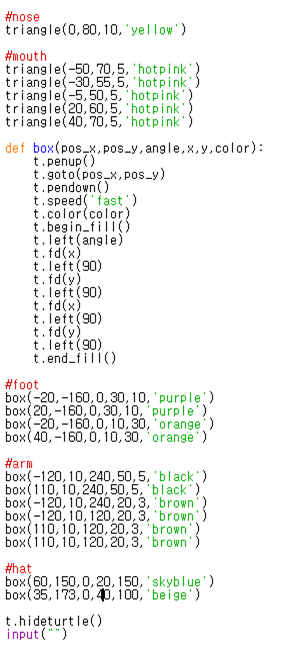 #nose
triangle(0,80,10,'yellow')
#mouth
triangle(-50,70,5,'hotpink')
triangle(-30,55,5,'hotpink')
triangle(-5,50,5,'hotpink')
triangle(20,60,5,'hotpink')
triangle(40,70,5,'hotpink')
def box(pos_x,pos_y,angle,x,y,color):
t.penup()
t.goto(pos_x,pos_y)
t.pendown()
t.speed('fast')
t.color(color)
t.begin_fill()
t.left(angle)
t.fd(x)
t.left(90)
t.fd(y)
t.left(90)
t.fd(x)
t.left(90)
t.fd(y)
t.left(90)
t.end_fill()
#foot
box(-20,-160,0,30,10,'purple')
box(20,-160,0,30,10,'purple')
box(-20,-160,0,10,30,'orange')
box(40,-160,0,10,30,'orange')
#arm
box(-120,10,240,50,5,'black')
box(110,10,240,50,5,'black')
box(-120,10,240,20,3,'brown')
box(-120,10,120,20,3,'brown')
box(110,10,120,20,3,'brown')
box(110,10,120,20,3,'brown')
#hat
box(60,150,0,20,150,'skyblue')
box(35,173,0,40,100,'beige')
t.hideturtle()
input("")